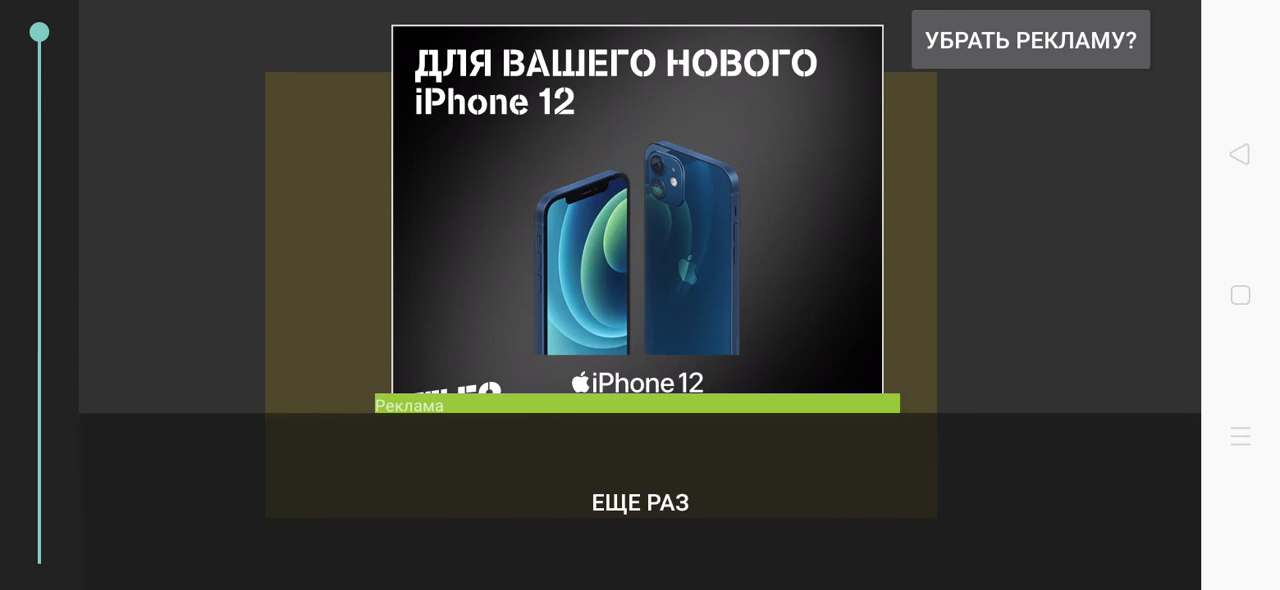 УБРАТЬ РЕКЛАМУ?
ДЛЯ ВАШЕГО НОВОГО
iPhone 12
iPhone 12
Реклама
ЕЩЕ РАЗ